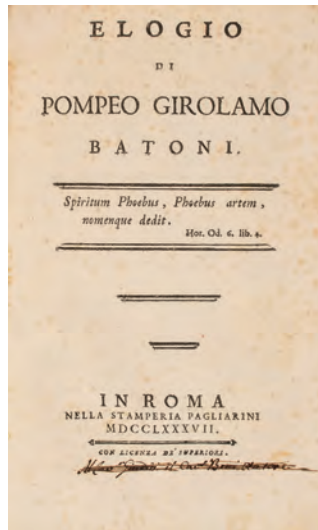 ELOGIO
DI
POMPEO GIROLAMO
BATONI.
Spiritum Phoebus, Phoebus artem,
nomenque dedit.
Hor. Od. 6. lib. 4.
IN ROMA
NELLA STAMPERIA PAGLIARINI
MDCCLXXXVII.
CON LICENZA DE' SUPERIORI.